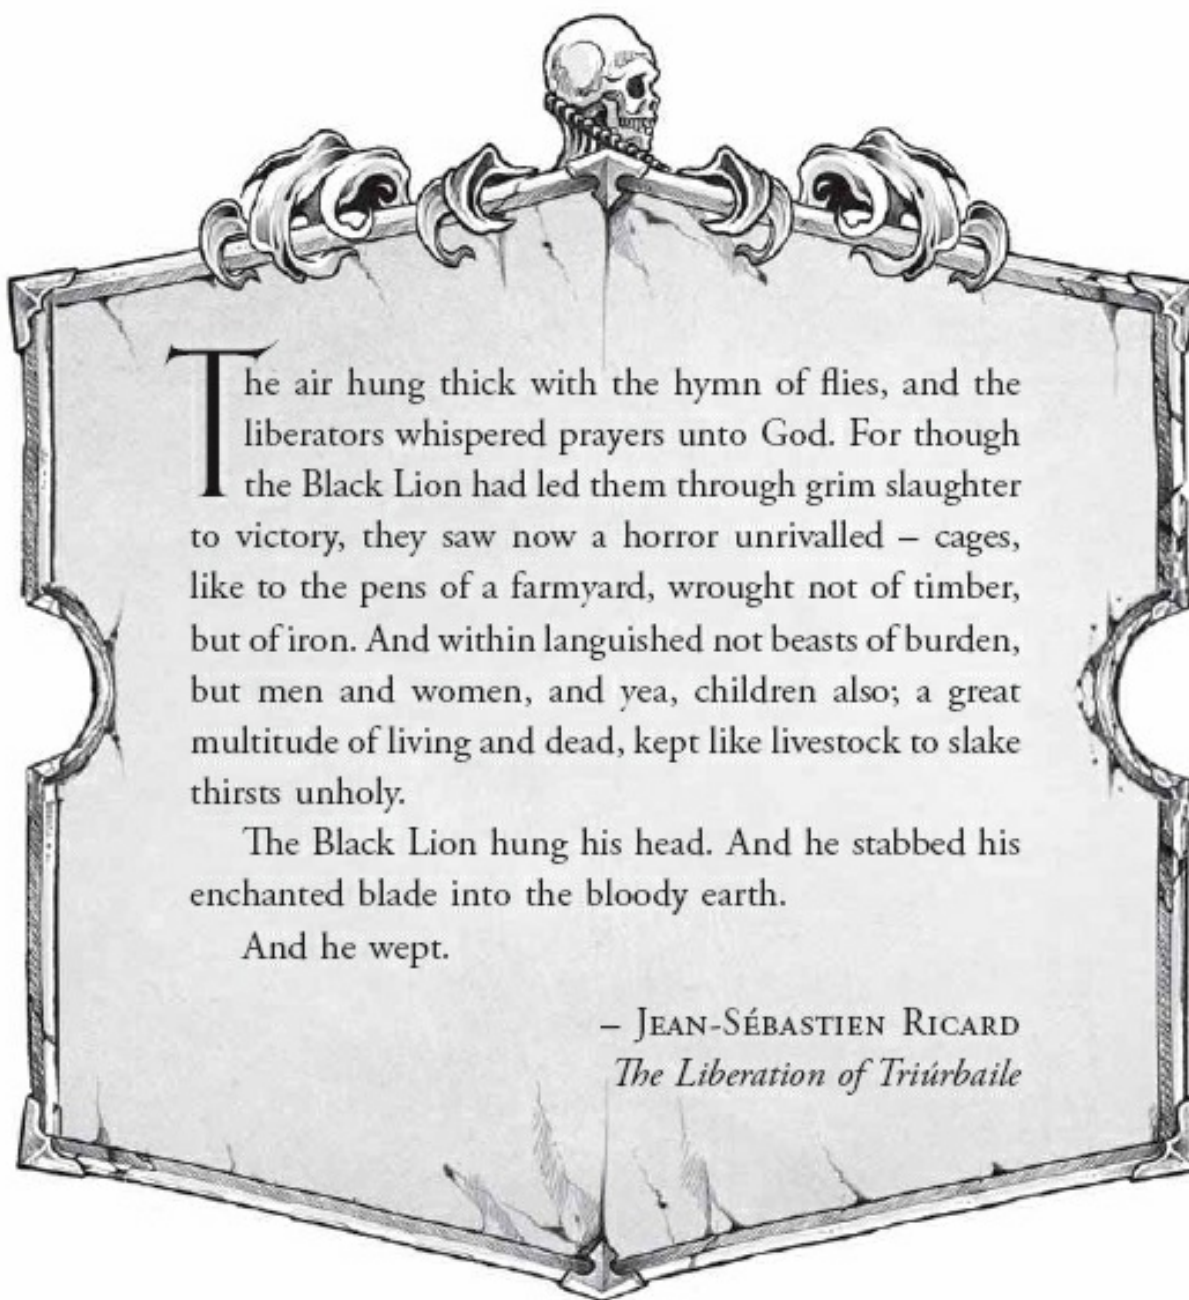 The air hung thick with the hymn of flies, and the
liberators whispered prayers unto God. For though
the Black Lion had led them through grim slaughter
to victory, they saw now a horror unrivalled – cages,
like to the pens of a farmyard, wrought not of timber,
but of iron. And within languished not beasts of burden,
but men and women, and yea, children also; a great
multitude of living and dead, kept like livestock to slake
thirsts unholy.
The Black Lion hung his head. And he stabbed his
enchanted blade into the bloody earth.
And he wept.
– JEAN-SÉBASTIEN RICARD
The Liberation of Triúrbaile